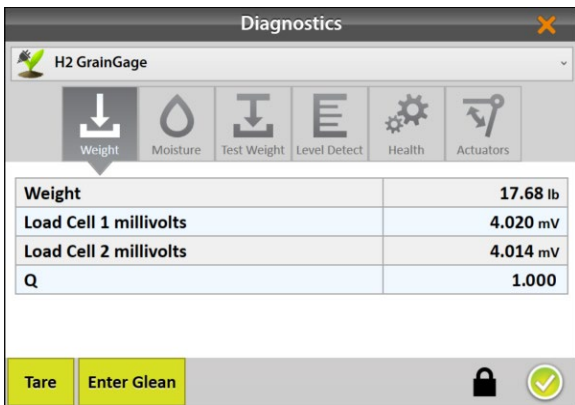 Diagnostics
H2 GrainGage
Weight Moisture Test Weight Level Detect Health Actuators
Weight 17.68 lb
Load Cell 1 millivolts 4.020 mV
Load Cell 2 millivolts 4.014 mV
Q 1.000
Tare Enter Glean